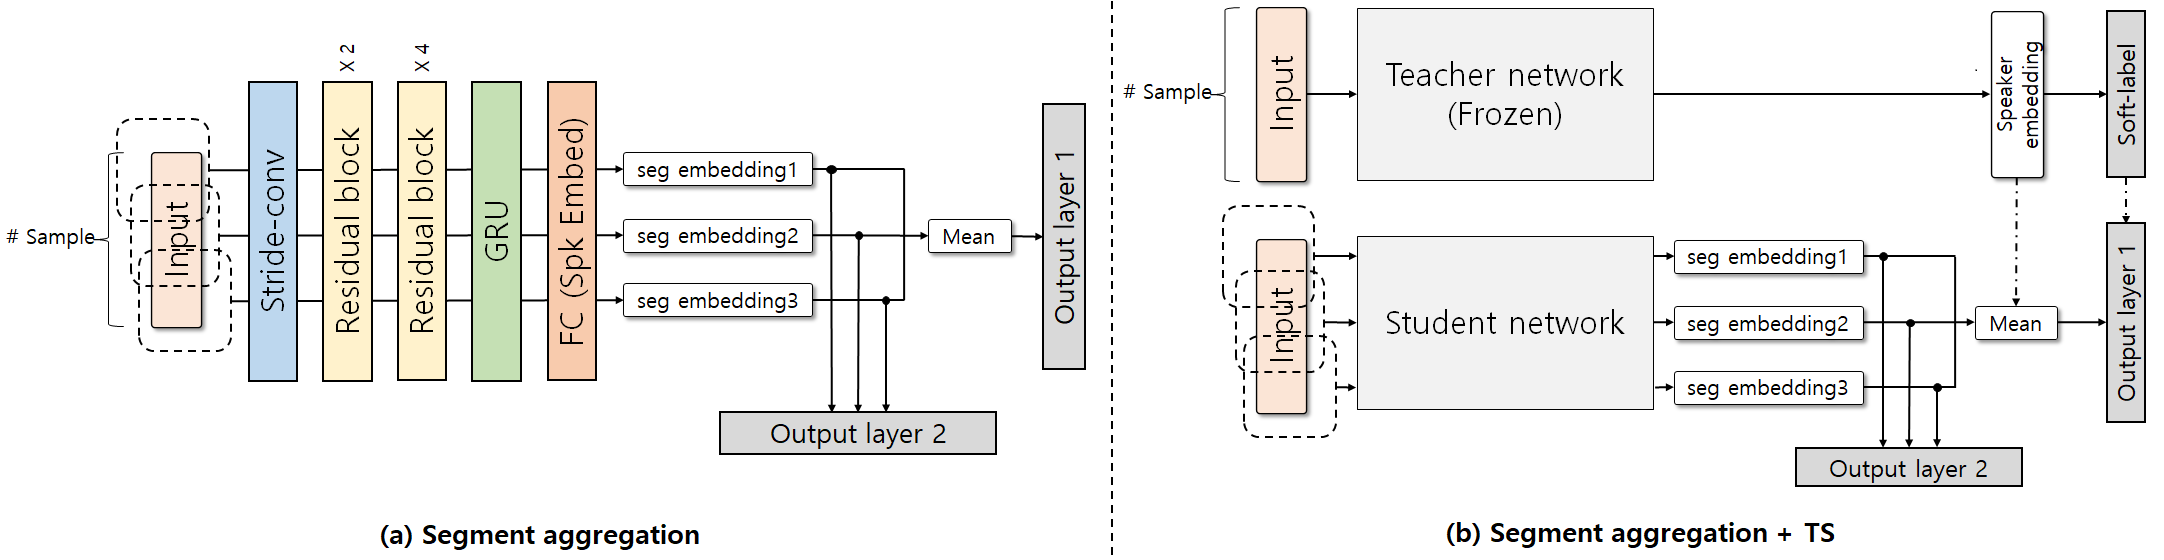 # Sample
Input
Stride-conv
Residual block
X 2
Residual block
X 4
GRU
FC (Spk Embed)
seg embedding1
seg embedding2
seg embedding3
Mean
Output layer 1
Output layer 2
(a) Segment aggregation
# Sample
Input
Teacher network
(Frozen)
Speaker
embedding
Soft-label
Input
Student network
seg embedding1
seg embedding2
seg embedding3
Mean
Output layer 1
Output layer 2
(b) Segment aggregation + TS